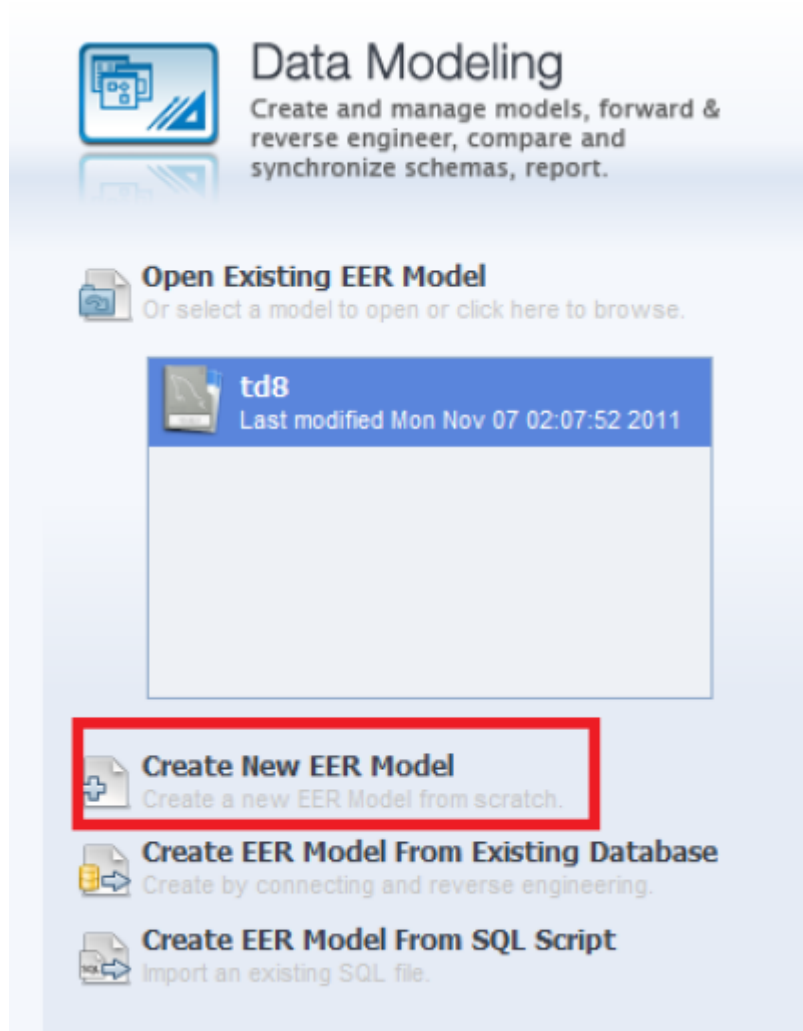 Data Modeling
Create and manage models, forward &
reverse engineer, compare and
synchronize schemas, report.
Open Existing EER Model
Or select a model to open or click here to browse.
td8
Last modified Mon Nov 07 02:07:52 2011
Create New EER Model
Create a new EER Model from scratch.
Create EER Model From Existing Database
Create by connecting and reverse engineering.
Create EER Model From SQL Script
SQL
Import an existing SQL file.